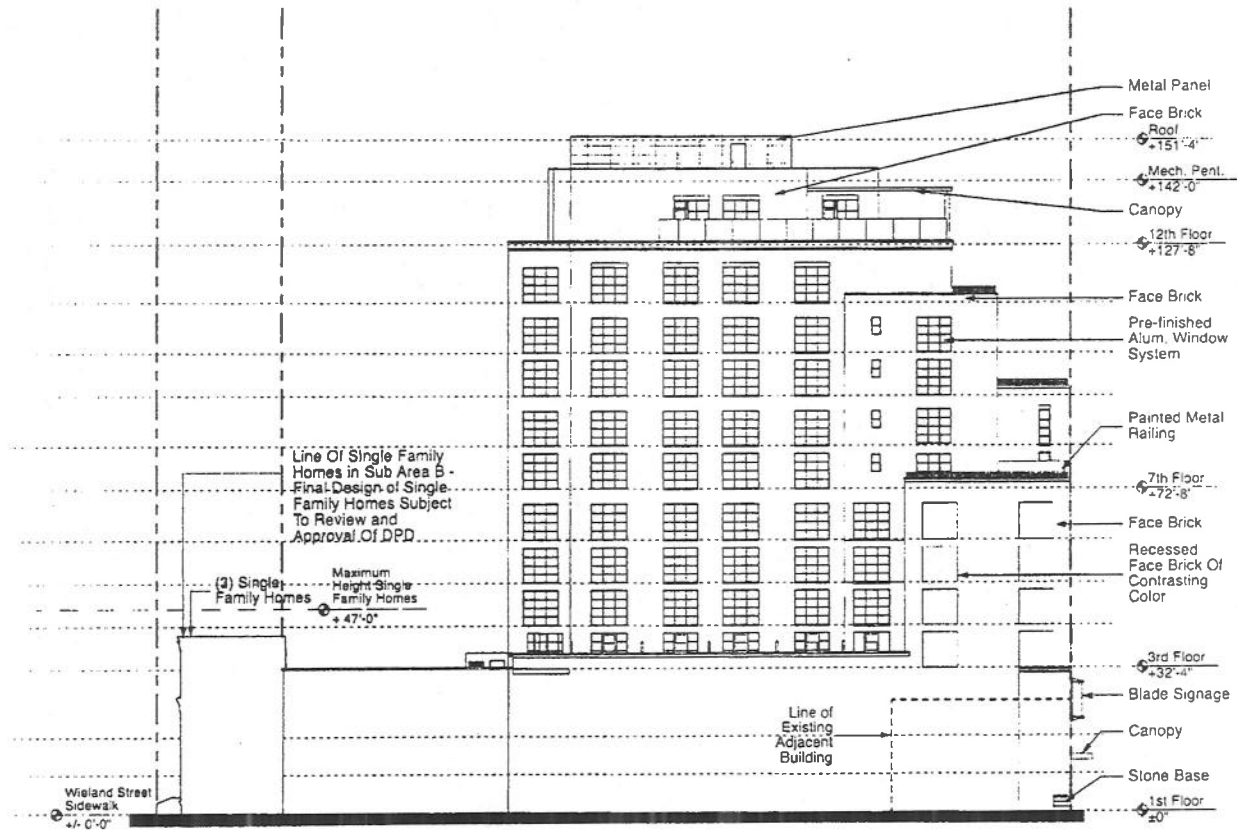 Metal Panel
Face Brick
Roof
+151'-4"
Mech. Pent.
+142'-0"
Canopy
12th Floor
+127'-8"
Face Brick
Pre-finished
Alum. Window
System
Painted Metal
Railing
7th Floor
+72'-8"
Face Brick
Recessed
Face Brick Of
Contrasting
Color
3rd Floor
+32'-4"
Blade Signage
Canopy
Stone Base
1st Floor
±0"
Line Of Single Family
Homes in Sub Area B -
Final Design of Single
Family Homes Subject
To Review and
Approval Of DPD
(3) Single
Family Homes
Maximum
Height Single
Family Homes
+ 47'-0"
Line of
Existing
Adjacent
Building
Wieland Street
Sidewalk
+/- 0'-0"